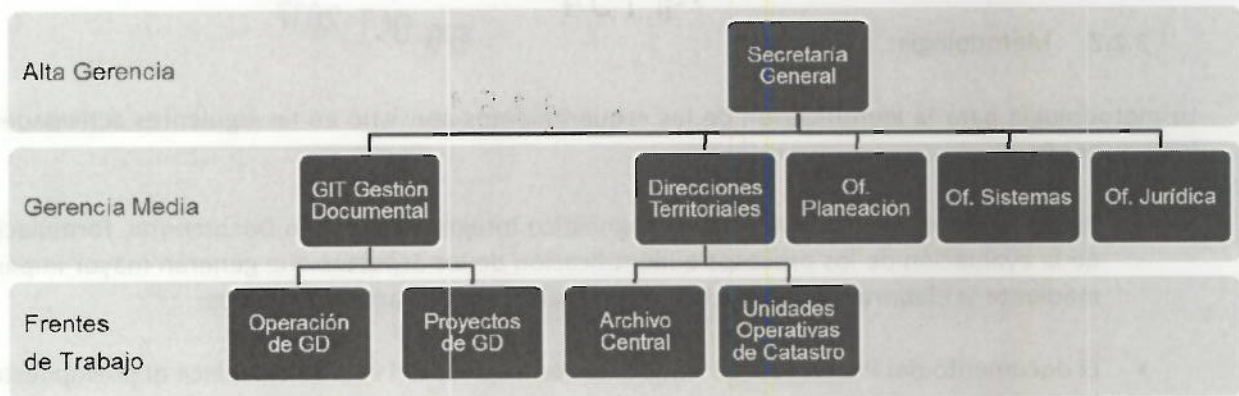 Alta Gerencia
Secretaría
General
Gerencia Media
GIT Gestión
Documental
Direcciones
Territoriales
Of.
Planeación
Of. Sistemas
Of. Jurídica
Frentes
de Trabajo
Operación
de GD
Proyectos
de GD
Archivo
Central
Unidades
Operativas
de Catastro